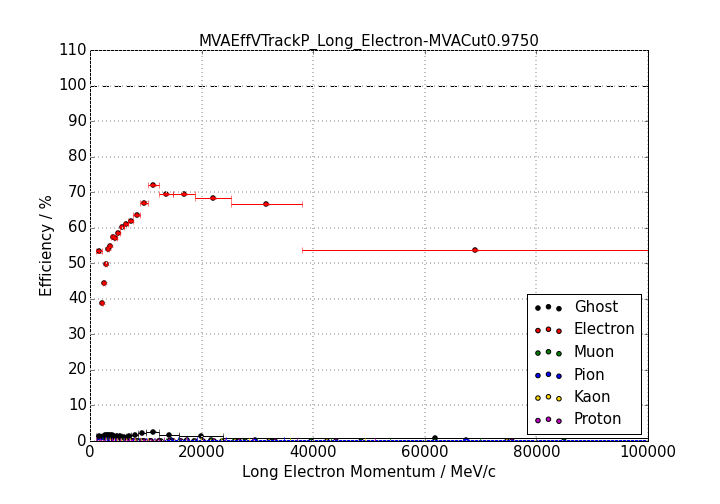 MVAEffVTrackP_Long_Electron-MVACut0.9750
110
100
90
80
70
60
50
40
30
20
10
0
Efficiency / %
Ghost
Electron
Muon
Pion
Kaon
Proton
0 20000 40000 60000 80000 100000
Long Electron Momentum / MeV/c